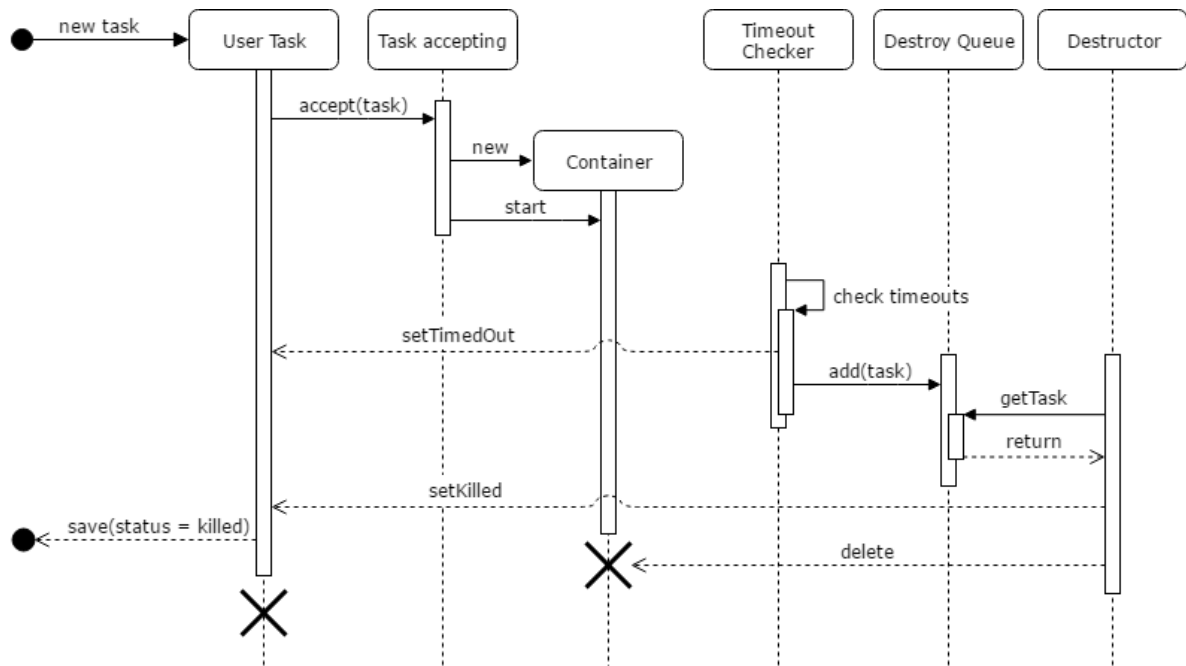 new task
User Task
Task accepting
Timeout
Checker
Destroy Queue
Destructor
accept(task)
new
Container
start
check timeouts
setTimedOut
add(task)
getTask
return
setKilled
save(status = killed)
delete